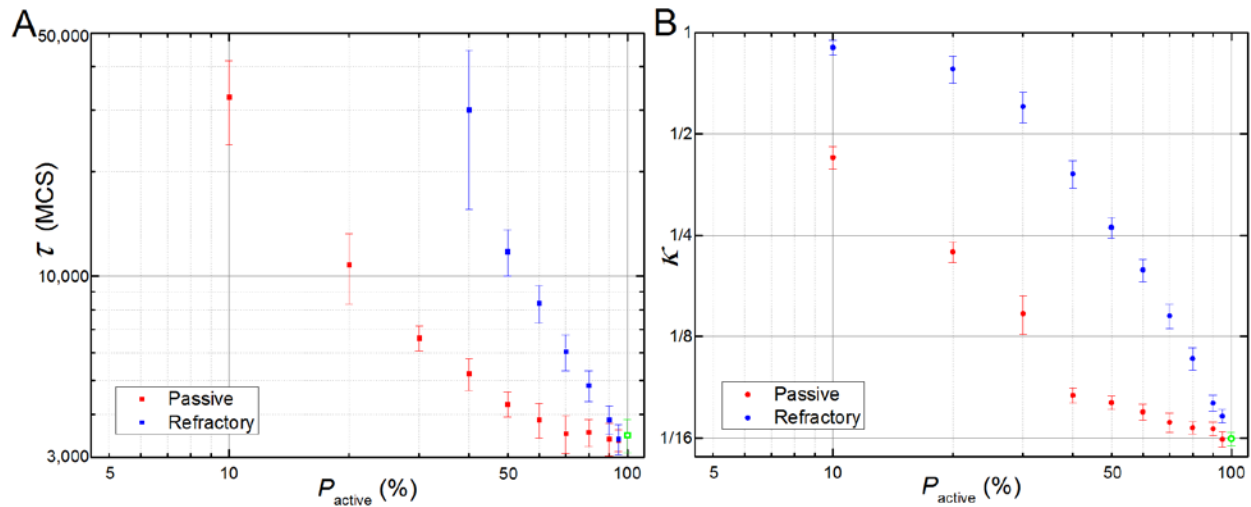 A
50,000
10,000
3,000
τ (MCS)
Passive
Refractory
5
10
50
100
P active (%)
B
1
1/2
1/4
1/8
1/16
κ
Passive
Refractory
5
10
50
100
P active (%)